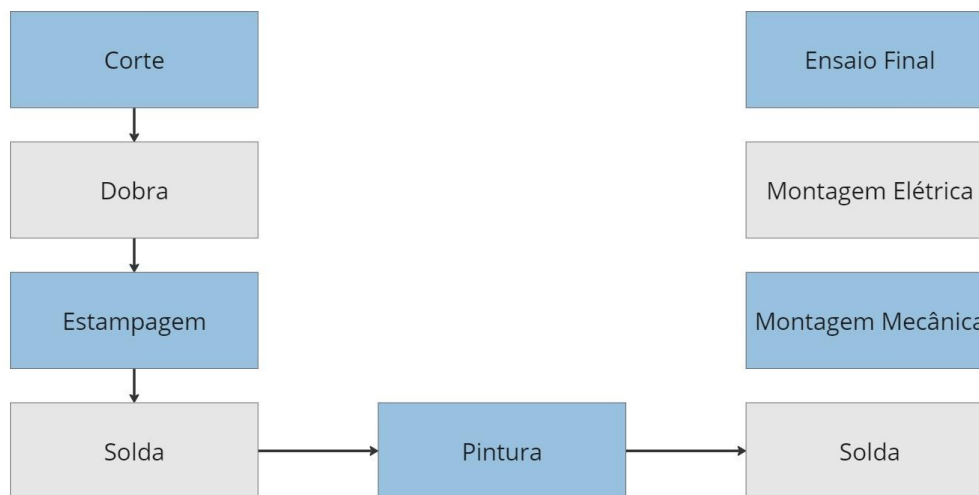 Corte
Dobra
Estampagem
Solda
Pintura
Solda
Montagem Mecânica
Montagem Elétrica
Ensaio Final